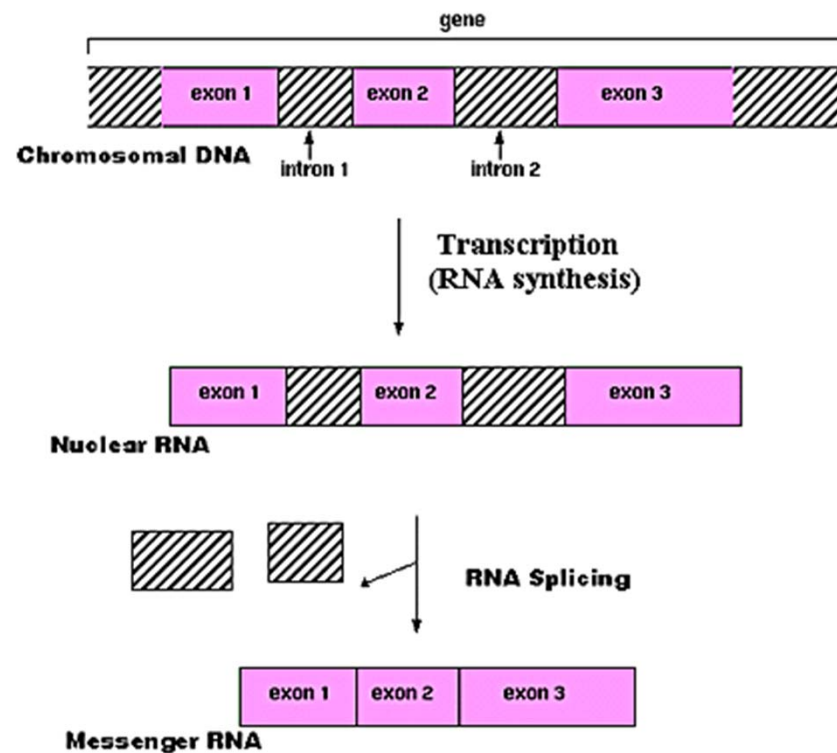 gene
exon 1 exon 2 exon 3
Chromosomal DNA
intron 1 intron 2
Transcription
(RNA synthesis)
exon 1 exon 2 exon 3
Nuclear RNA
RNA Splicing
exon 1 exon 2 exon 3
Messenger RNA